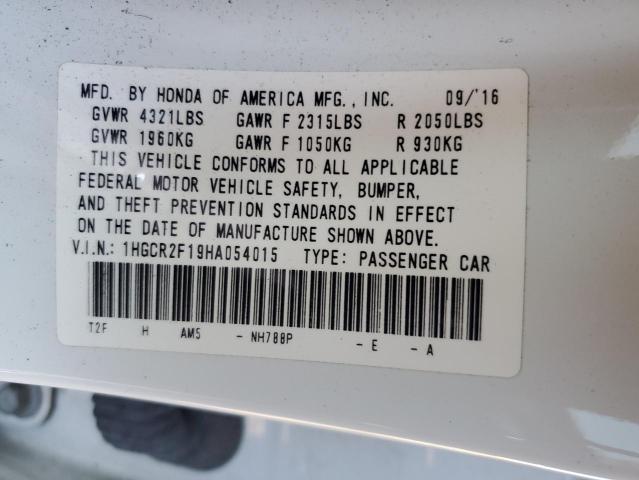 MFD. BY HONDA OF AMERICA MFG., INC. 09/'16
GVWR 4321LBS GAWR F 2315LBS R 2050LBS
GVWR 1960KG GAWR F 1050KG R 930KG
THIS VEHICLE CONFORMS TO ALL APPLICABLE
FEDERAL MOTOR VEHICLE SAFETY, BUMPER,
AND THEFT PREVENTION STANDARDS IN EFFECT
ON THE DATE OF MANUFACTURE SHOWN ABOVE.
V.I.N.: 1HGCR2F19HA054015 TYPE: PASSENGER CAR
T2F H AM5 - NH788P - E - A